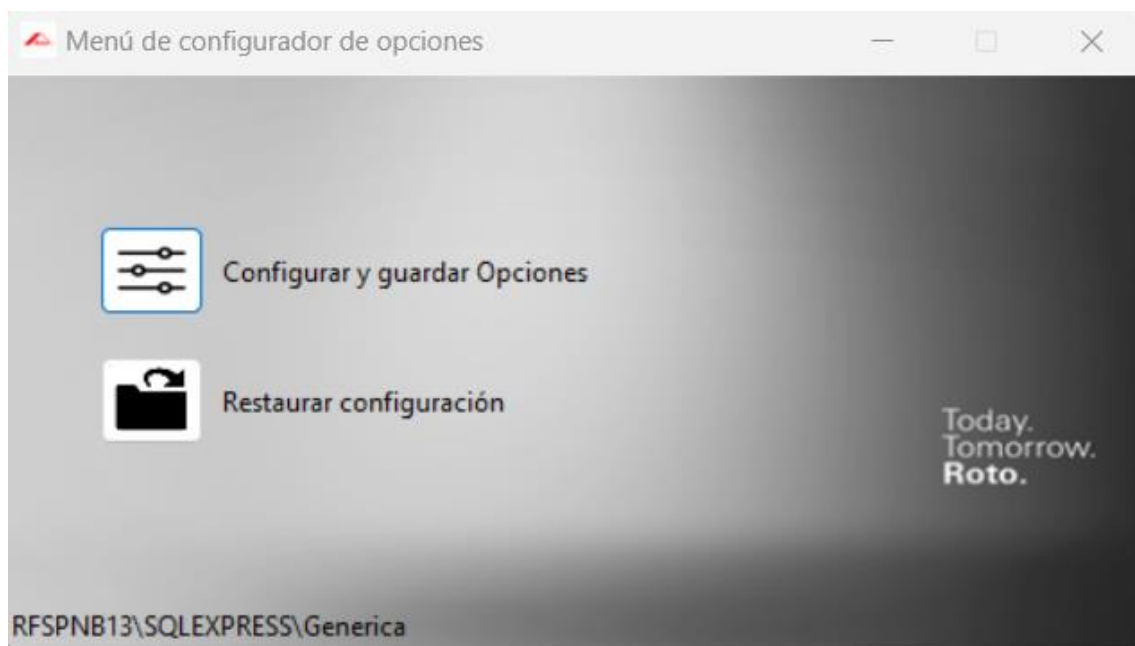 Menú de configurador de opciones
Configurar y guardar Opciones
Restaurar configuración
Today.
Tomorrow.
Roto.
RFSPNB13\SQLEXPRESS\Generica